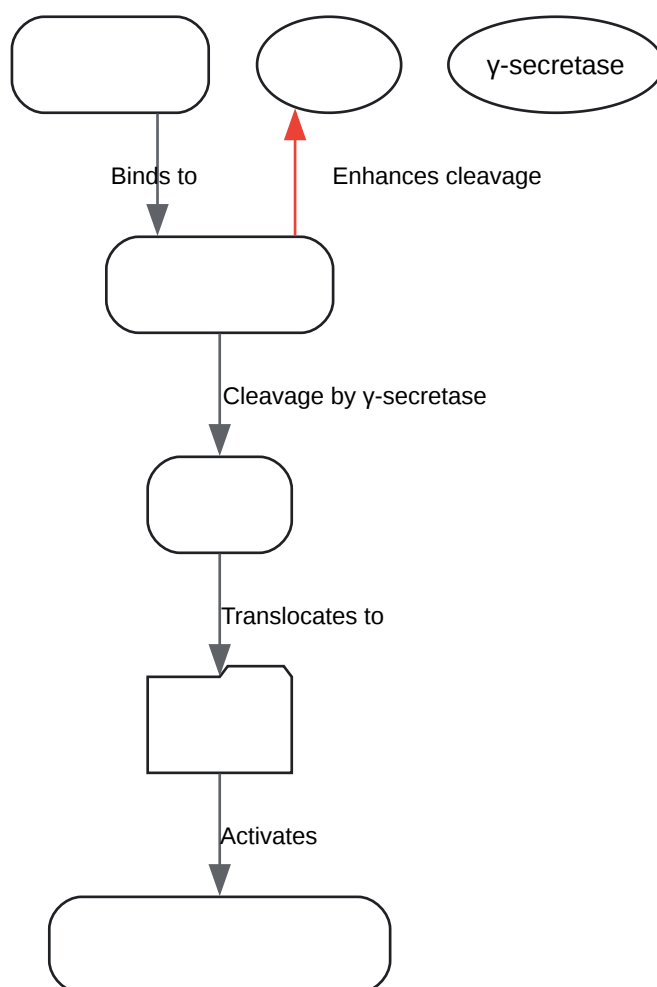 γ-secretase
Binds to
Enhances cleavage
Cleavage by γ-secretase
Translocates to
Activates